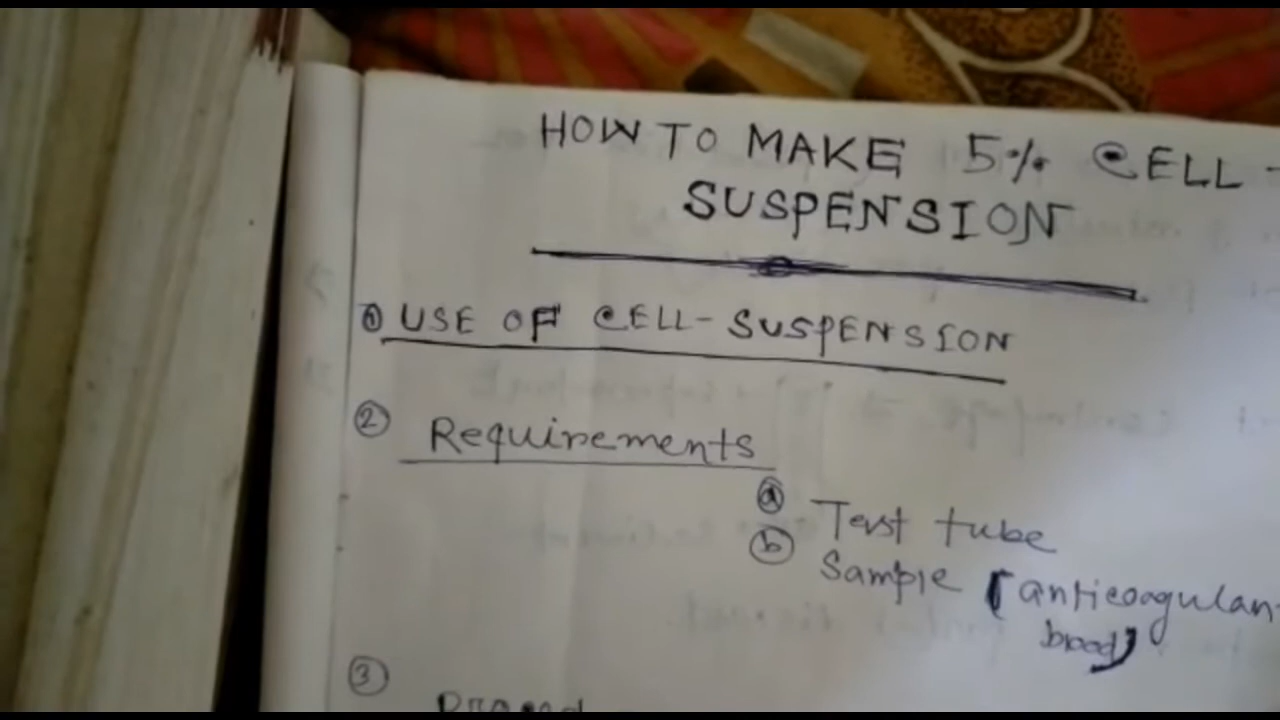 HOW TO MAKE 5% CELL -
SUSPENSION
① USE OF CELL-SUSPENSION
② Requirements
ⓐ Test tube
ⓑ Sample (anticoagulan
blood)
③